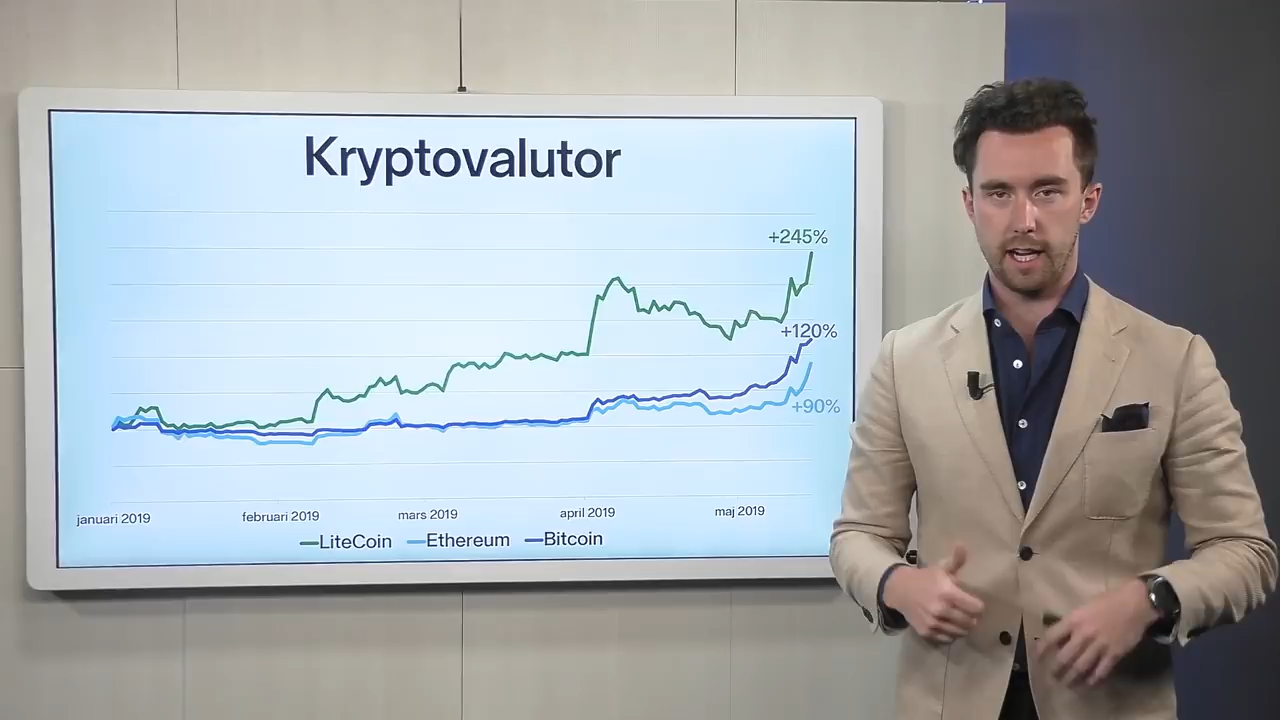 Kryptovalutor
+245%
+120%
+90%
januari 2019 februari 2019 mars 2019 april 2019 maj 2019
LiteCoin Ethereum Bitcoin